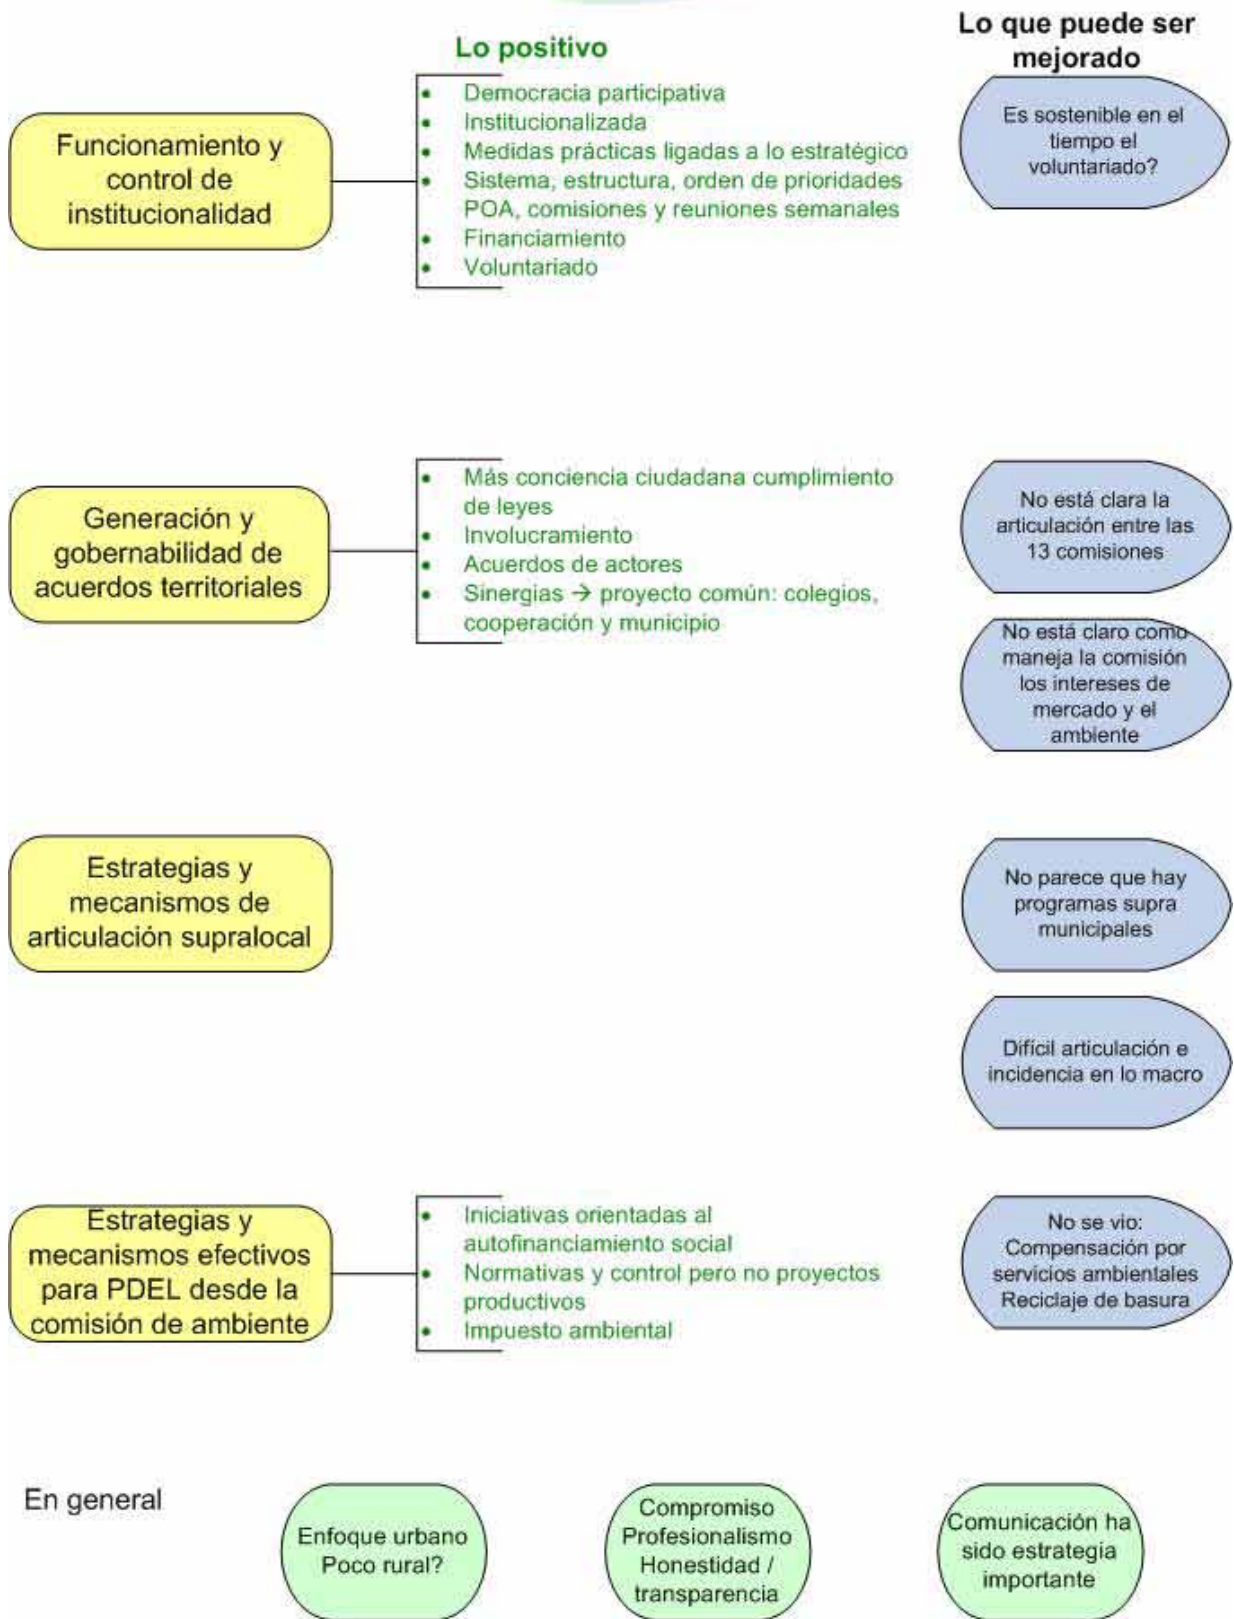 Lo positivo
Lo que puede ser
mejorado
Funcionamiento y
control de
institucionalidad
• Democracia participativa
• Institucionalizada
• Medidas prácticas ligadas a lo estratégico
• Sistema, estructura, orden de prioridades
POA, comisiones y reuniones semanales
• Financiamiento
• Voluntariado
Es sostenible en el
tiempo el
voluntariado?
Generación y
gobernabilidad de
acuerdos territoriales
• Más conciencia ciudadana cumplimiento
de leyes
• Involucramiento
• Acuerdos de actores
• Sinergias → proyecto común: colegios,
cooperación y municipio
No está clara la
articulación entre las
13 comisiones
No está claro como
maneja la comisión
los intereses de
mercado y el
ambiente
Estrategias y
mecanismos de
articulación supralocal
No parece que hay
programas supra
municipales
Difícil articulación e
incidencia en lo macro
Estrategias y
mecanismos efectivos
para PDEL desde la
comisión de ambiente
• Iniciativas orientadas al
autofinanciamiento social
• Normativas y control pero no proyectos
productivos
• Impuesto ambiental
No se vio:
Compensación por
servicios ambientales
Reciclaje de basura
En general
Enfoque urbano
Poco rural?
Compromiso
Profesionalismo
Honestidad /
transparencia
Comunicación ha
sido estrategia
importante